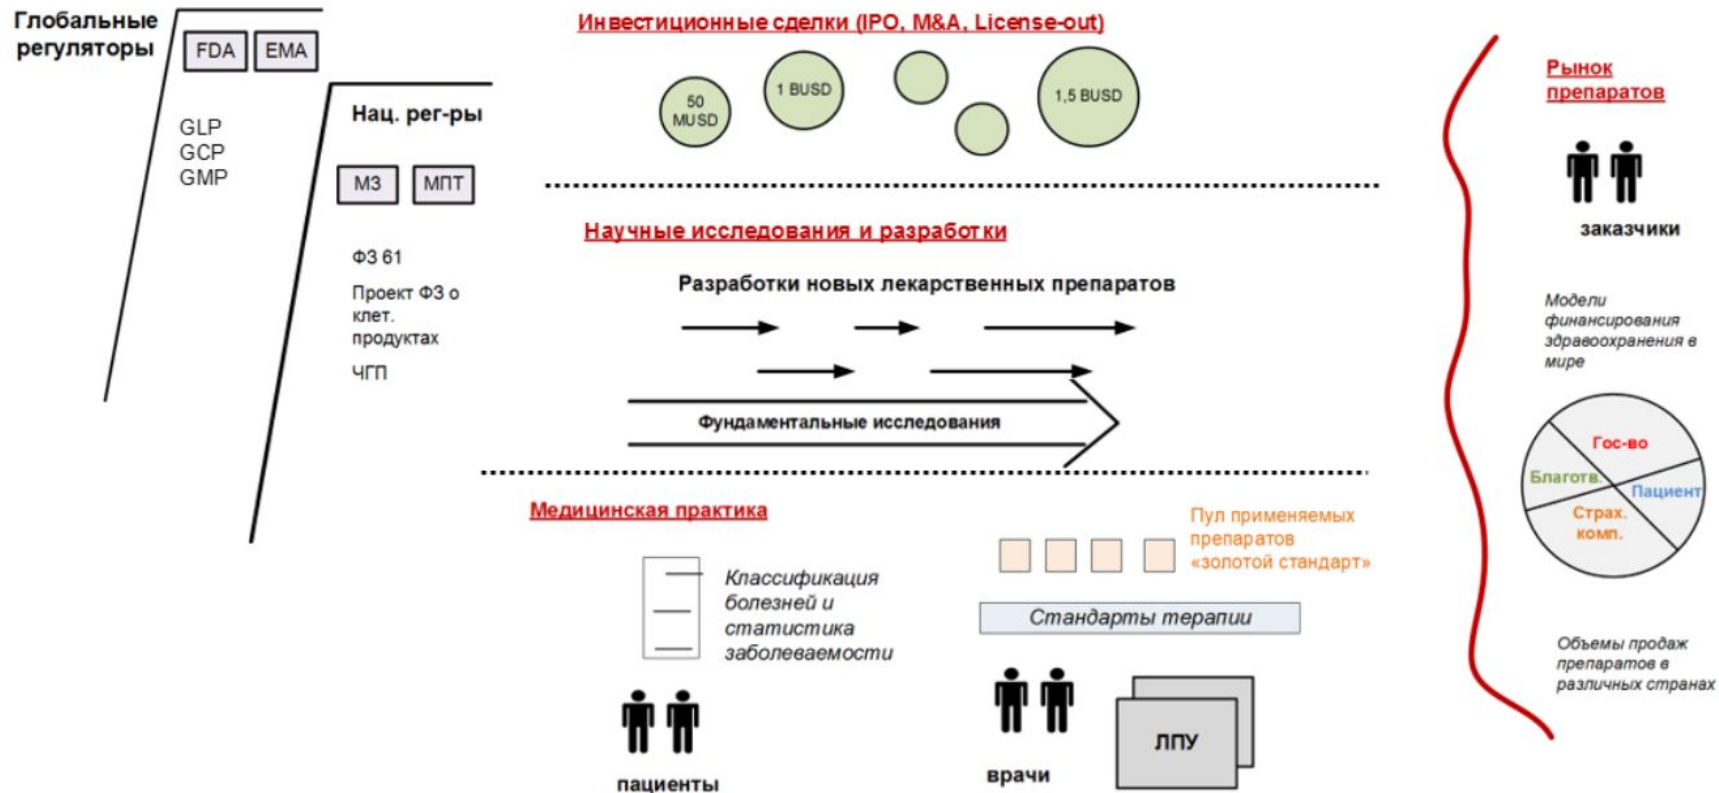 Глобальные
регуляторы
FDA
EMA
GLP
GCP
GMP
Нац. рег-ры
МЗ
МПТ
ФЗ 61
Проект ФЗ о
клет.
продуктах
ЧГП
Инвестиционные сделки (IPO, M&A, License-out)
50
MUSD
1 BUSD
1,5 BUSD
Научные исследования и разработки
Разработки новых лекарственных препаратов
Фундаментальные исследования
Медицинская практика
Классификация
болезней и
статистика
заболеваемости
пациенты
Пул применяемых
препаратов
«золотой стандарт»
Стандарты терапии
врачи
ЛПУ
Рынок
препаратов
заказчики
Модели
финансирования
здравоохранения в
мире
Гос-во
Благотв.
Пациент
Страх.
комп.
Объемы продаж
препаратов в
различных странах